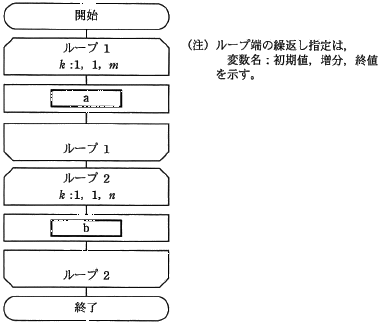 開始
ループ 1
k:1, 1, m
a
ループ 1
ループ 2
k:1, 1, n
b
ループ 2
終了
(注) ループ端の繰返し指定は,
変数名:初期値, 増分, 終値
を示す。